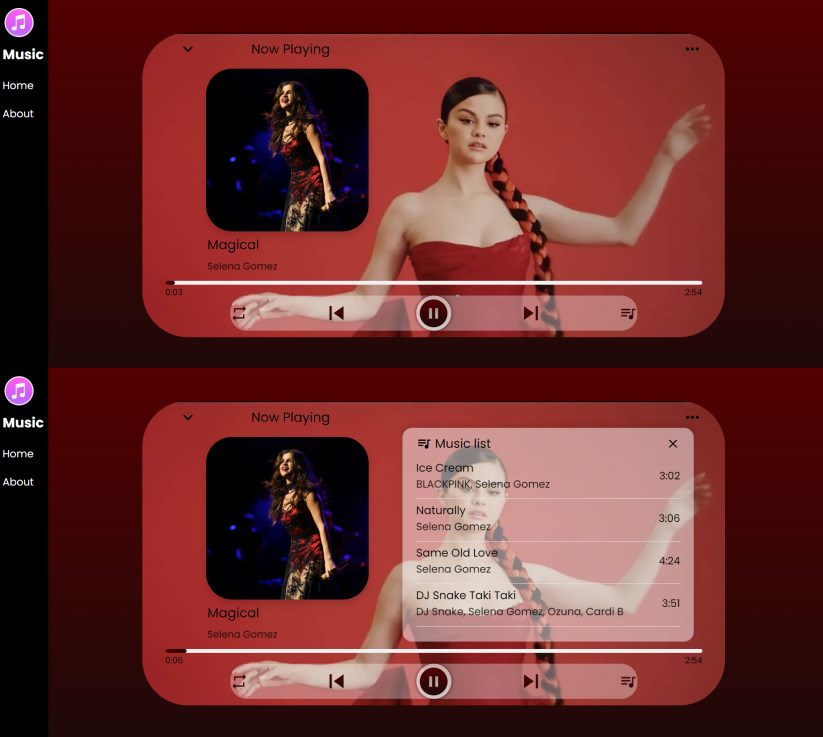 Music
Home
About
Now Playing
Magical
Selena Gomez
0:03
2:54
Music
Home
About
Now Playing
Music list
Ice Cream
BLACKPINK, Selena Gomez
3:02
Naturally
Selena Gomez
3:06
Same Old Love
Selena Gomez
4:24
DJ Snake Taki Taki
DJ Snake, Selena Gomez, Ozuna, Cardi B
3:51
Magical
Selena Gomez
0:06
2:54